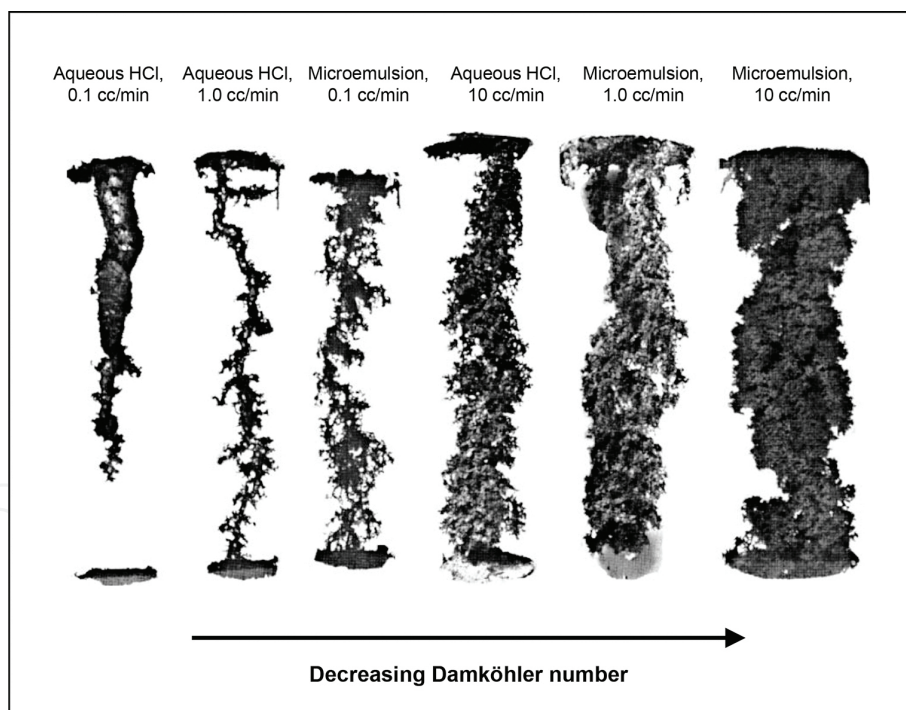 Aqueous HCl,
0.1 cc/min
Aqueous HCl,
1.0 cc/min
Microemulsion,
0.1 cc/min
Aqueous HCl,
10 cc/min
Microemulsion,
1.0 cc/min
Microemulsion,
10 cc/min
Decreasing Damköhler number